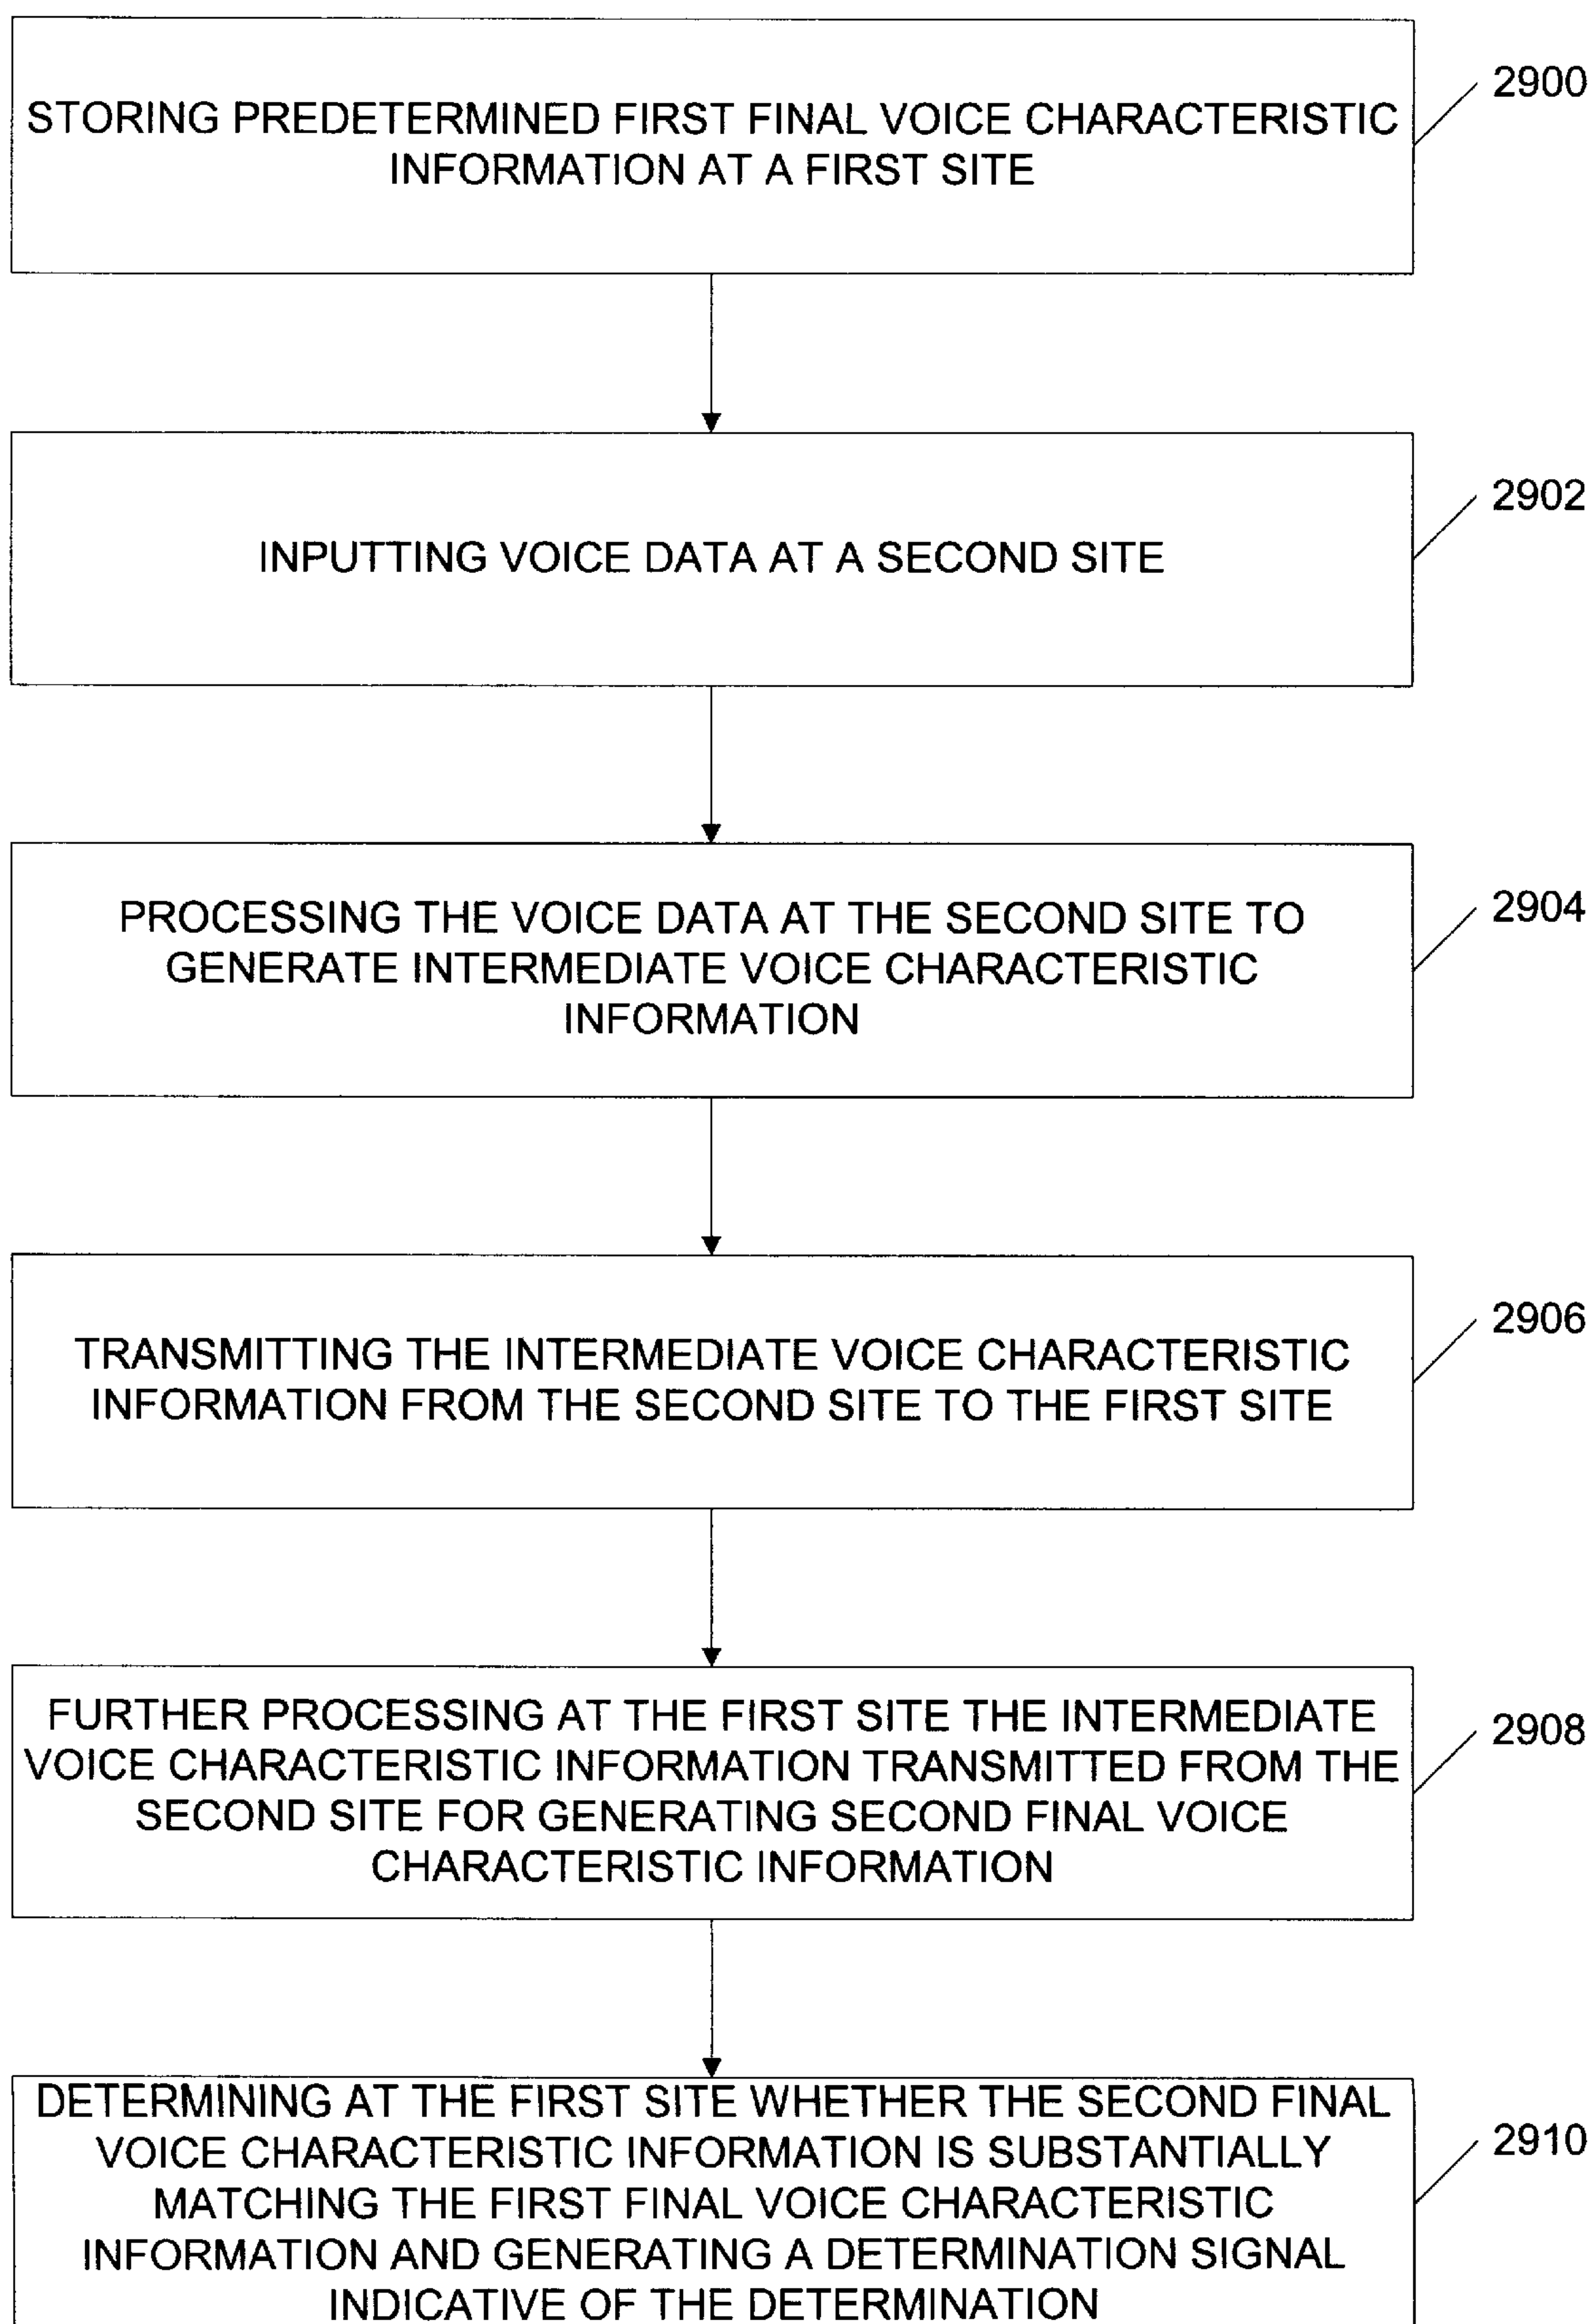 2900
STORING PREDETERMINED FIRST FINAL VOICE CHARACTERISTIC
INFORMATION AT A FIRST SITE
2902
INPUTTING VOICE DATA AT A SECOND SITE
2904
PROCESSING THE VOICE DATA AT THE SECOND SITE TO
GENERATE INTERMEDIATE VOICE CHARACTERISTIC
INFORMATION
2906
TRANSMITTING THE INTERMEDIATE VOICE CHARACTERISTIC
INFORMATION FROM THE SECOND SITE TO THE FIRST SITE
2908
FURTHER PROCESSING AT THE FIRST SITE THE INTERMEDIATE
VOICE CHARACTERISTIC INFORMATION TRANSMITTED FROM THE
SECOND SITE FOR GENERATING SECOND FINAL VOICE
CHARACTERISTIC INFORMATION
2910
DETERMINING AT THE FIRST SITE WHETHER THE SECOND FINAL
VOICE CHARACTERISTIC INFORMATION IS SUBSTANTIALLY
MATCHING THE FIRST FINAL VOICE CHARACTERISTIC
INFORMATION AND GENERATING A DETERMINATION SIGNAL
INDICATIVE OF THE DETERMINATION